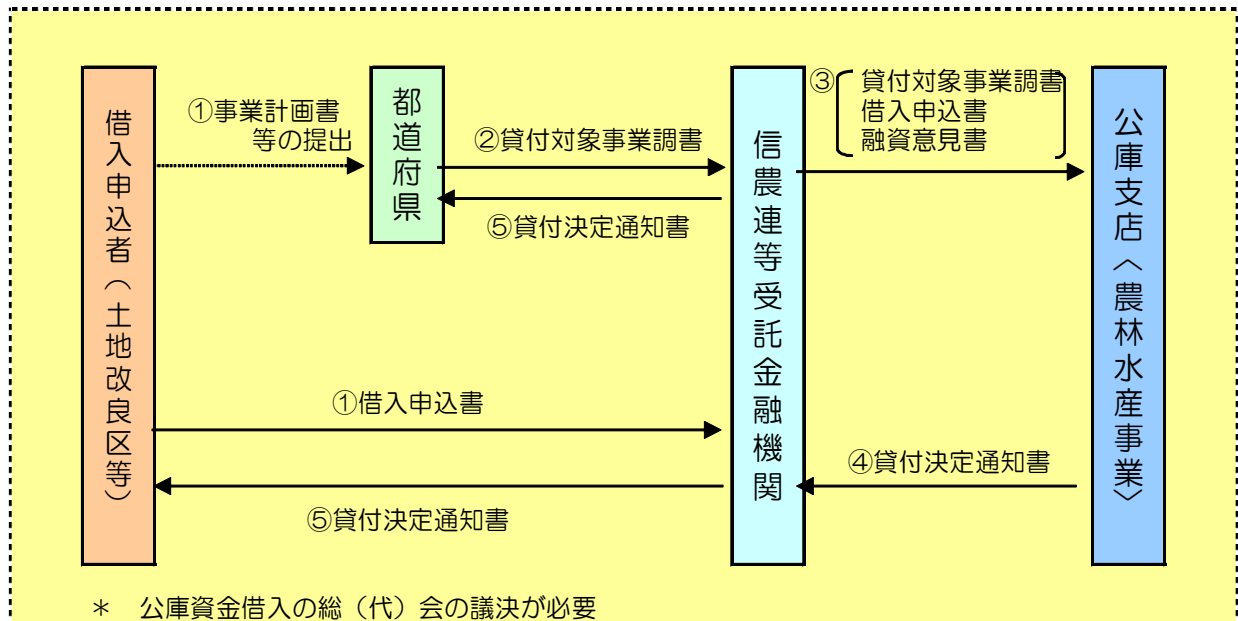 借入申込者（土地改良区等）
①事業計画書
等の提出
都道府県
②貸付対象事業調書
⑤貸付決定通知書
信農連等受託金融機関
③
貸付対象事業調書
借入申込書
融資意見書
公庫支店〈農林水産事業〉
①借入申込書
④貸付決定通知書
⑤貸付決定通知書
＊　公庫資金借入の総（代）会の議決が必要